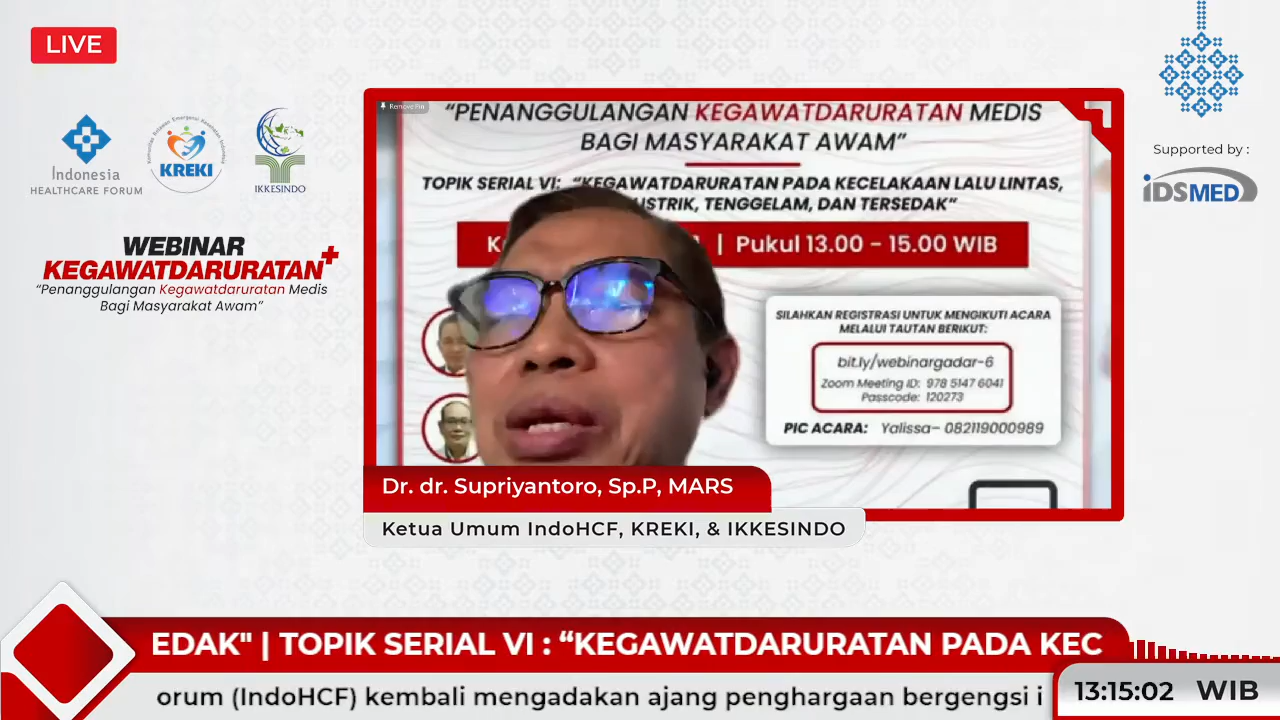 LIVE
Indonesia
HEALTHCARE FORUM
KREKI
IKKESINDO
WEBINAR
KEGAWATDARURATAN
“Penanggulangan Kegawatdaruratan Medis
Bagi Masyarakat Awam”
Remove Pin
“PENANGGULANGAN KEGAWATDARURATAN MEDIS
BAGI MASYARAKAT AWAM”
TOPIK SERIAL VI: “KEGAWATDARURATAN PADA KECELAKAAN LALU LINTAS,
USTRIK, TENGGELAM, DAN TERSEDAK”
| Pukul 13.00 - 15.00 WIB
SILAHKAN REGISTRASI UNTUK MENGIKUTI ACARA
MELALUI TAUTAN BERIKUT:
bit.ly/webinargadar-6
Zoom Meeting ID: 978 5147 6041
Passcode: 120273
PIC ACARA: Yalissa- 082119000989
Dr. dr. Supriyantoro, Sp.P, MARS
Ketua Umum IndoHCF, KREKI, & IKKESINDO
Supported by :
iDSMED
EDAK" | TOPIK SERIAL VI : “KEGAWATDARURATAN PADA KEC
orum (IndoHCF) kembali mengadakan ajang penghargaan bergengsi i
13:15:02 WIB